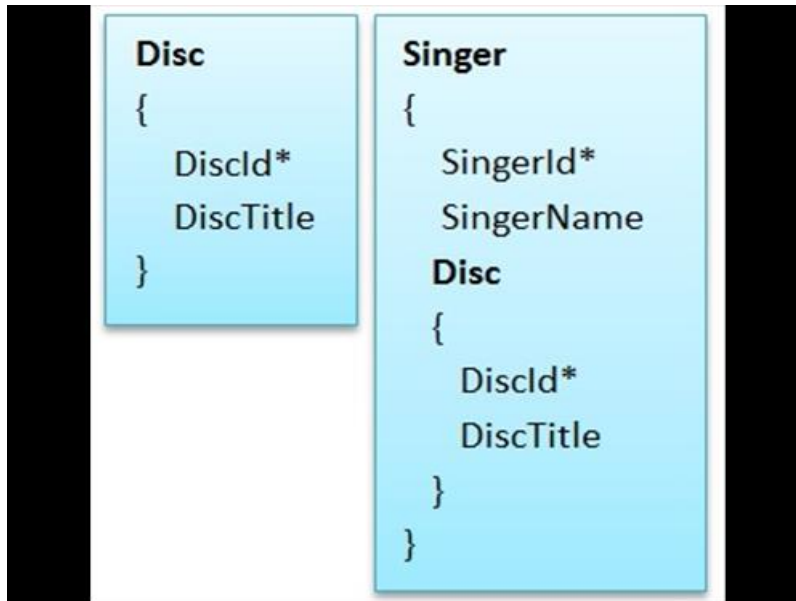 Disc
{
DiscId*
DiscTitle
}
Singer
{
SingerId*
SingerName
Disc
{
DiscId*
DiscTitle
}
}